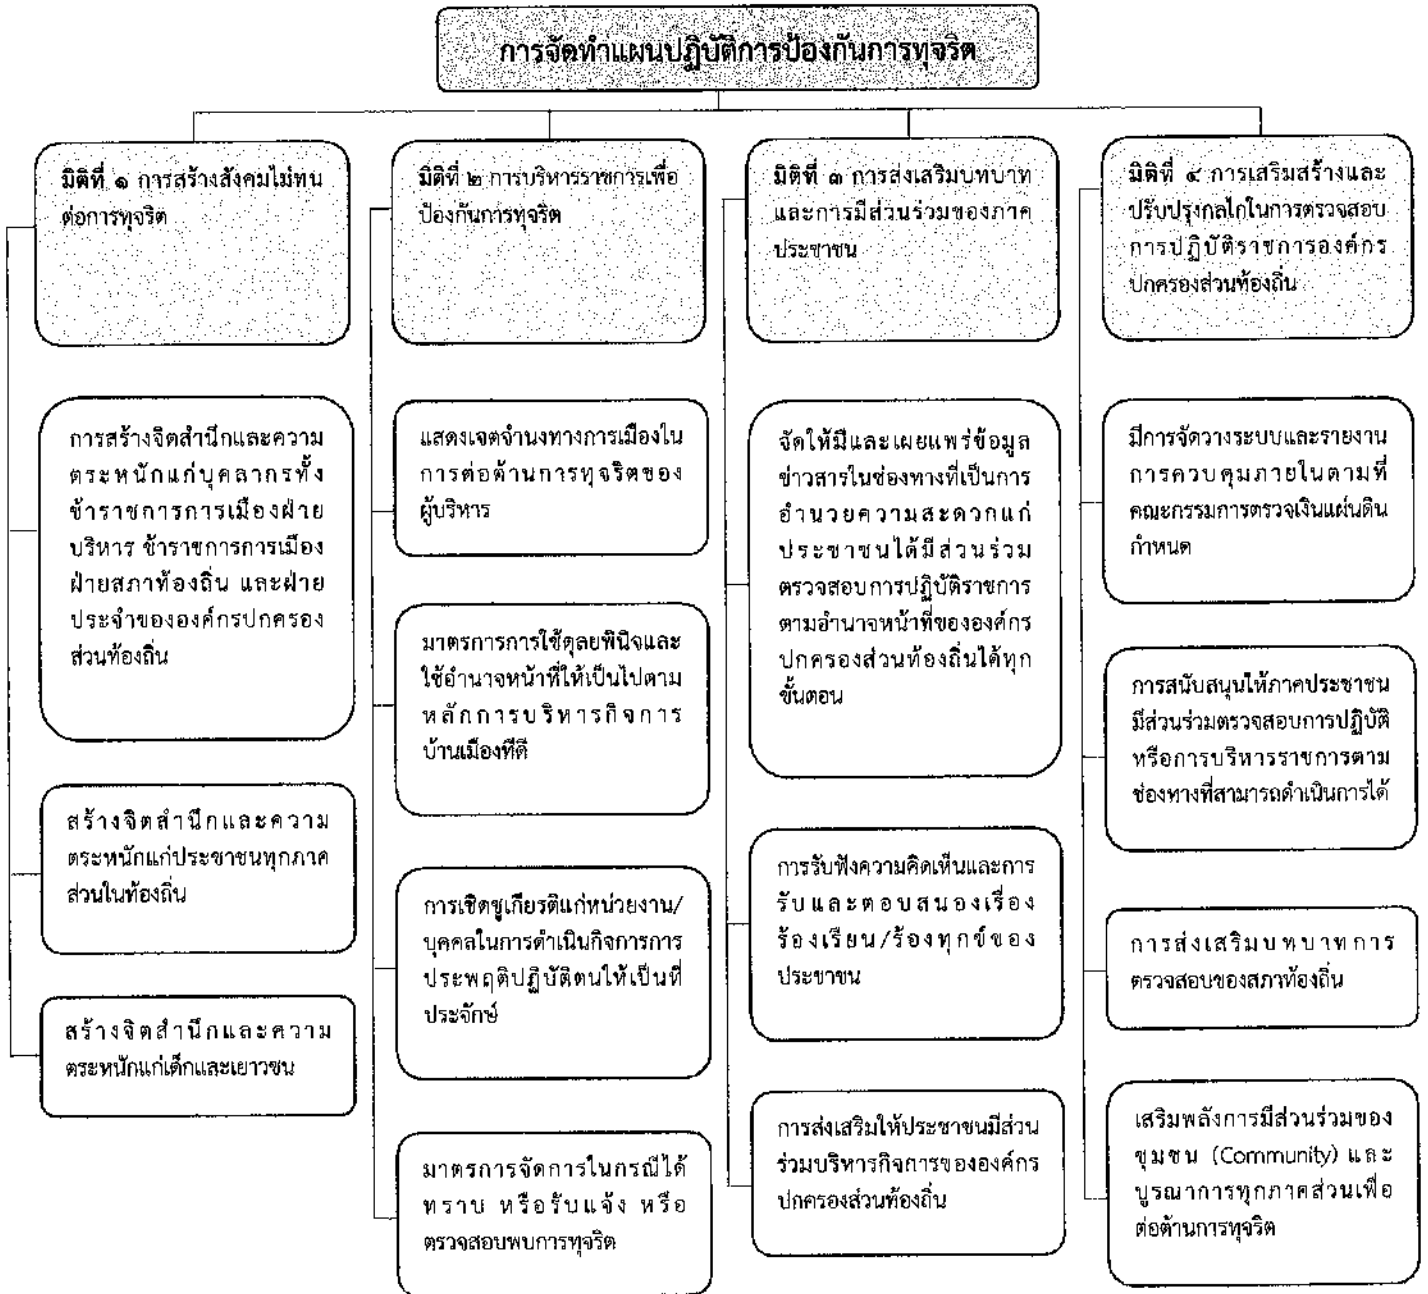 การจัดทำแผนปฏิบัติการป้องกันการทุจริต
มิติที่ ๑ การสร้างสังคมไม่ทน
ต่อการทุจริต
การสร้างจิตสำนึกและความ
ตระหนักแก่บุคลากรทั้ง
ข้าราชการการเมืองฝ่าย
บริหาร ข้าราชการการเมือง
ฝ่ายสภาท้องถิ่น และฝ่าย
ประจำขององค์กรปกครอง
ส่วนท้องถิ่น
สร้างจิตสำนึกและความ
ตระหนักแก่ประชาชนทุกภาค
ส่วนในท้องถิ่น
สร้างจิตสำนึกและความ
ตระหนักแก่เด็กและเยาวชน
มิติที่ ๒ การบริหารราชการเพื่อ
ป้องกันการทุจริต
แสดงเจตจำนงทางการเมืองใน
การต่อต้านการทุจริตของ
ผู้บริหาร
มาตรการการใช้ดุลยพินิจและ
ใช้อำนาจหน้าที่ให้เป็นไปตาม
หลักการบริหารกิจการ
บ้านเมืองที่ดี
การเชิดชูเกียรติแก่หน่วยงาน/
บุคคลในการดำเนินกิจการการ
ประพฤติปฏิบัติตนให้เป็นที่
ประจักษ์
มาตรการจัดการในกรณีได้
ทราบ หรือรับแจ้ง หรือ
ตรวจสอบพบการทุจริต
มิติที่ ๓ การส่งเสริมบทบาท
และการมีส่วนร่วมของภาค
ประชาชน
จัดให้มีและเผยแพร่ข้อมูล
ข่าวสารในช่องทางที่เป็นการ
อำนวยความสะดวกแก่
ประชาชนได้มีส่วนร่วม
ตรวจสอบการปฏิบัติราชการ
ตามอำนาจหน้าที่ขององค์กร
ปกครองส่วนท้องถิ่นได้ทุก
ขั้นตอน
การรับฟังความคิดเห็นและการ
รับและตอบสนองเรื่อง
ร้องเรียน/ร้องทุกข์ของ
ประชาชน
การส่งเสริมให้ประชาชนมีส่วน
ร่วมบริหารกิจการขององค์กร
ปกครองส่วนท้องถิ่น
มิติที่ ๔ การเสริมสร้างและ
ปรับปรุงกลไกในการตรวจสอบ
การปฏิบัติราชการองค์กร
ปกครองส่วนท้องถิ่น
มีการจัดวางระบบและรายงาน
การควบคุมภายในตามที่
คณะกรรมการตรวจเงินแผ่นดิน
กำหนด
การสนับสนุนให้ภาคประชาชน
มีส่วนร่วมตรวจสอบการปฏิบัติ
หรือการบริหารราชการตาม
ช่องทางที่สามารถดำเนินการได้
การส่งเสริมบทบาทการ
ตรวจสอบของสภาท้องถิ่น
เสริมพลังการมีส่วนร่วมของ
ชุมชน (Community) และ
บูรณาการทุกภาคส่วนเพื่อ
ต่อต้านการทุจริต